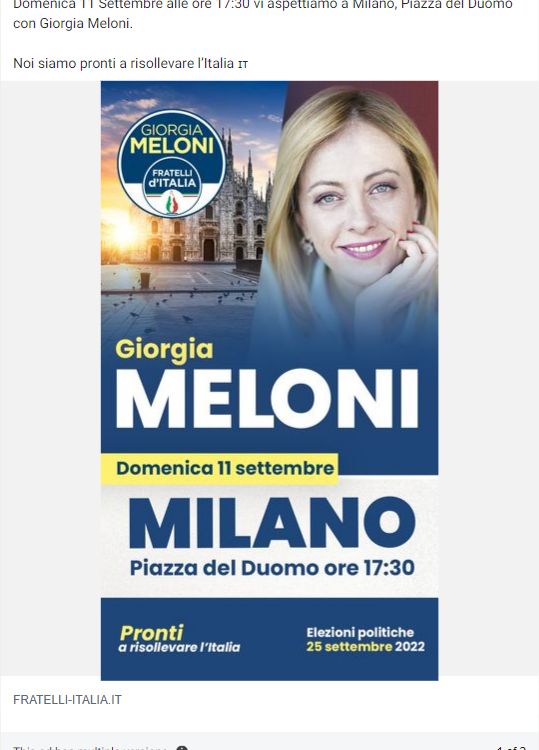 Domenica 11 Settembre alle ore 17:30 vi aspettiamo a Milano, Piazza del Duomo
con Giorgia Meloni.
Noi siamo pronti a risollevare l'Italia IT
GIORGIA
MELONI
FRATELLI
d'ITALIA
Giorgia
MELONI
Domenica 11 settembre
MILANO
Piazza del Duomo ore 17:30
Pronti
a risollevare l'Italia
Elezioni politiche
25 settembre 2022
FRATELLI-ITALIA.IT
This ad has multiple versions
1 of 2